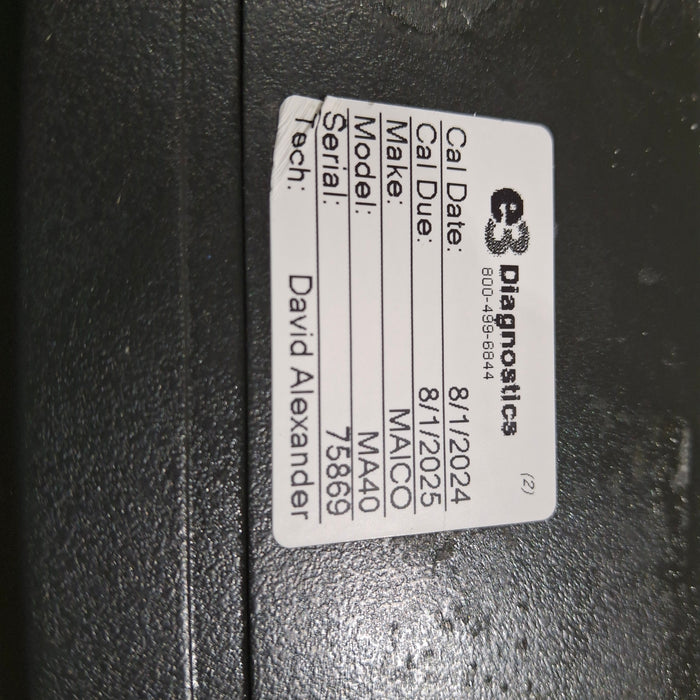 e3 Diagnostics
800-499-6844
(2)
Cal Date: 8/1/2024
Cal Due: 8/1/2025
Make: MAICO
Model: MA40
Serial: 75869
Tech: David Alexander